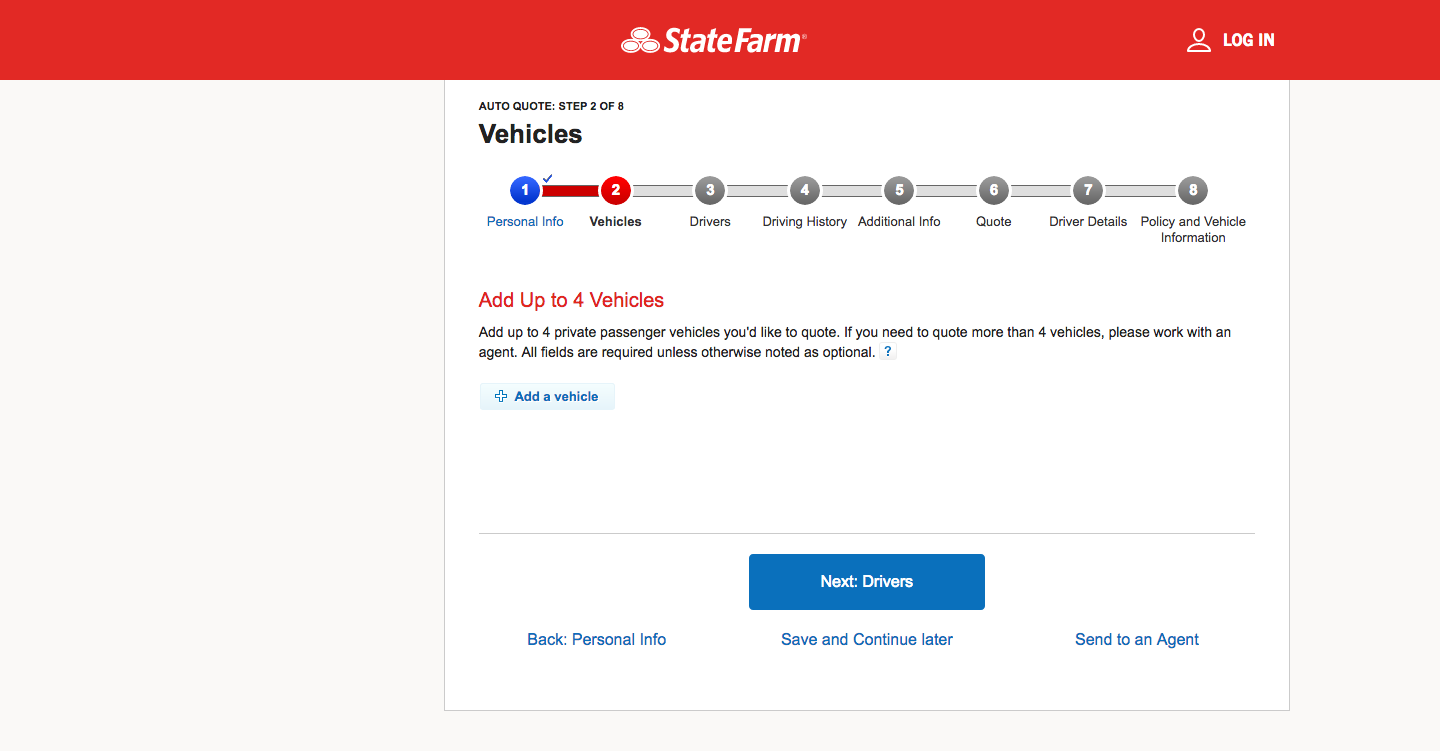 StateFarm®
LOG IN
AUTO QUOTE: STEP 2 OF 8
Vehicles
1 2 3 4 5 6 7 8
Personal Info Vehicles Drivers Driving History Additional Info Quote Driver Details Policy and Vehicle
Information
Add Up to 4 Vehicles
Add up to 4 private passenger vehicles you'd like to quote. If you need to quote more than 4 vehicles, please work with an
agent. All fields are required unless otherwise noted as optional. ?
Add a vehicle
Next: Drivers
Back: Personal Info Save and Continue later Send to an Agent